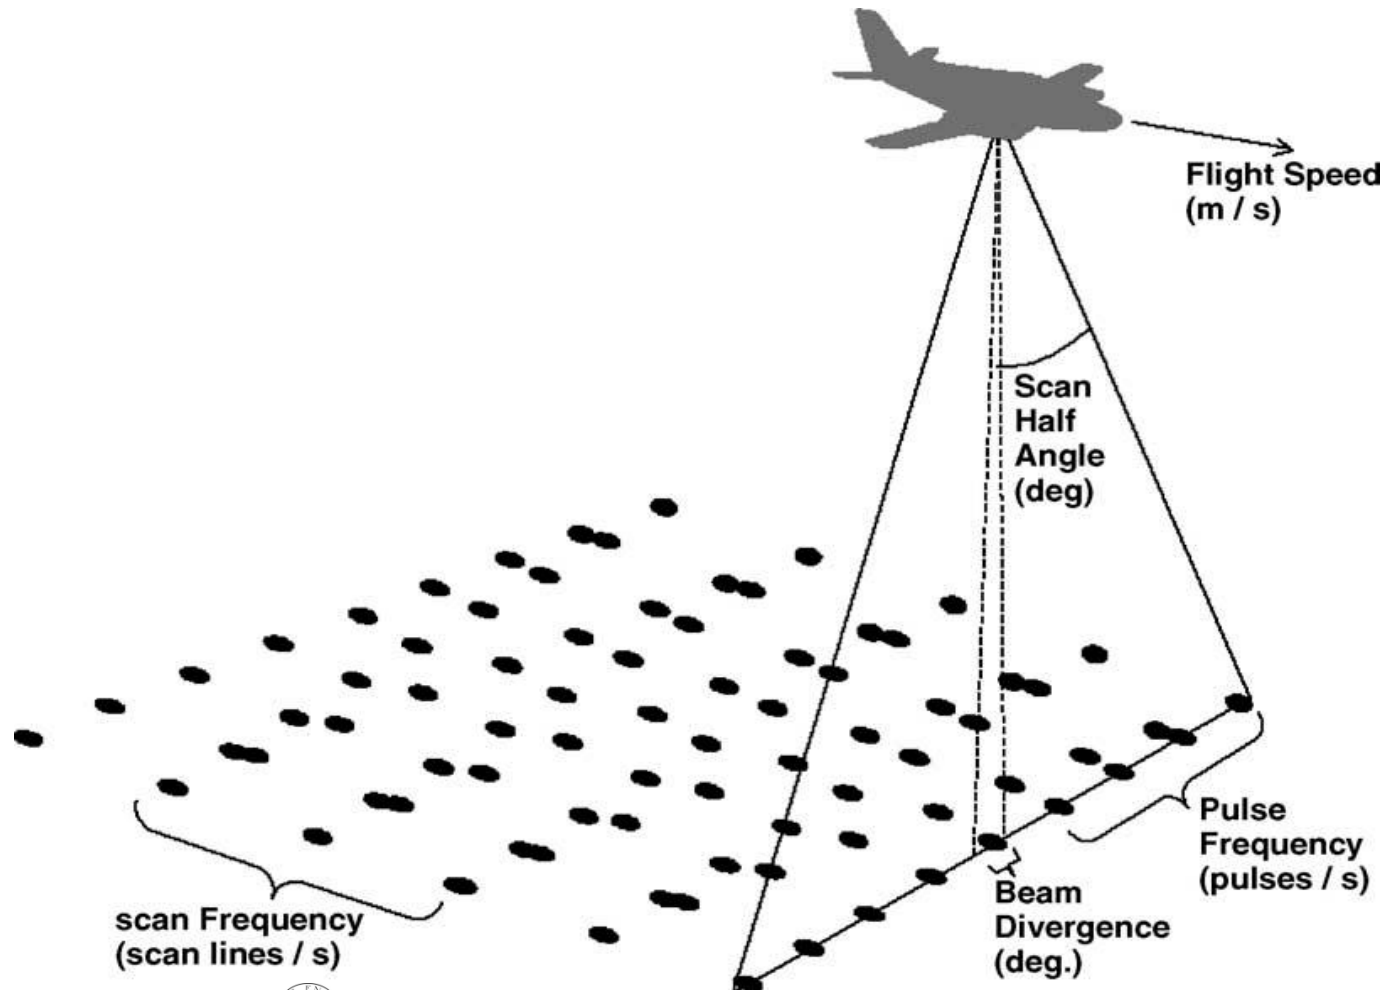 Flight Speed
(m / s)
Scan
Half
Angle
(deg)
Pulse
Frequency
(pulses / s)
Beam
Divergence
(deg.)
scan Frequency
(scan lines / s)